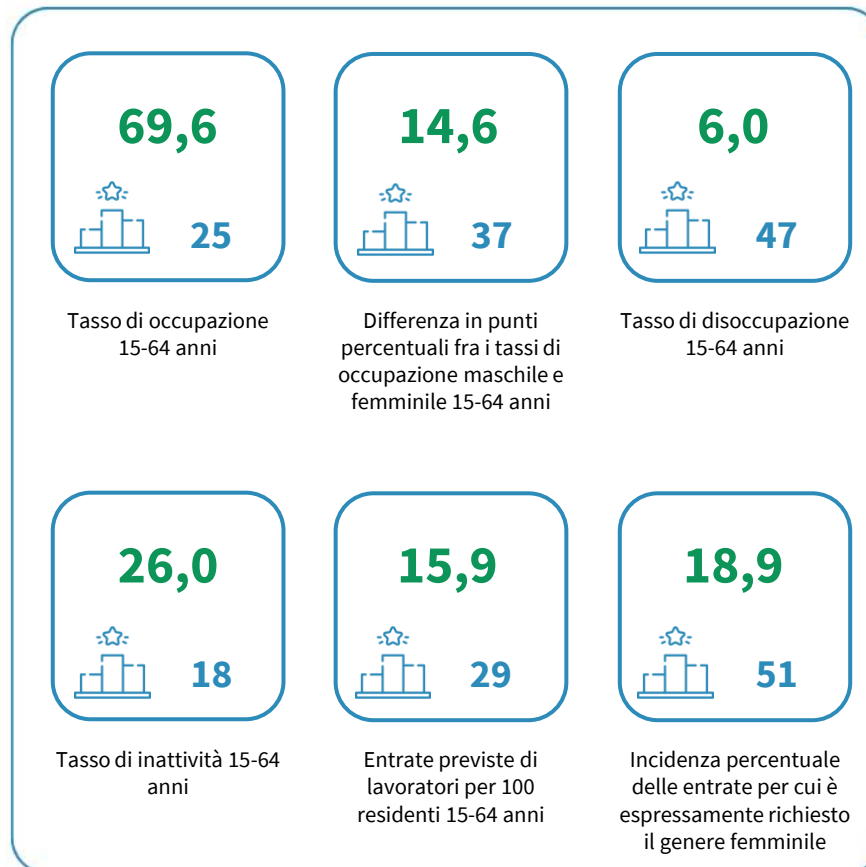 69,6
25
Tasso di occupazione
15-64 anni
14,6
37
Differenza in punti
percentuali fra i tassi di
occupazione maschile e
femminile 15-64 anni
6,0
47
Tasso di disoccupazione
15-64 anni
26,0
18
Tasso di inattività 15-64
anni
15,9
29
Entrate previste di
lavoratori per 100
residenti 15-64 anni
18,9
51
Incidenza percentuale
delle entrate per cui è
espressamente richiesto
il genere femminile